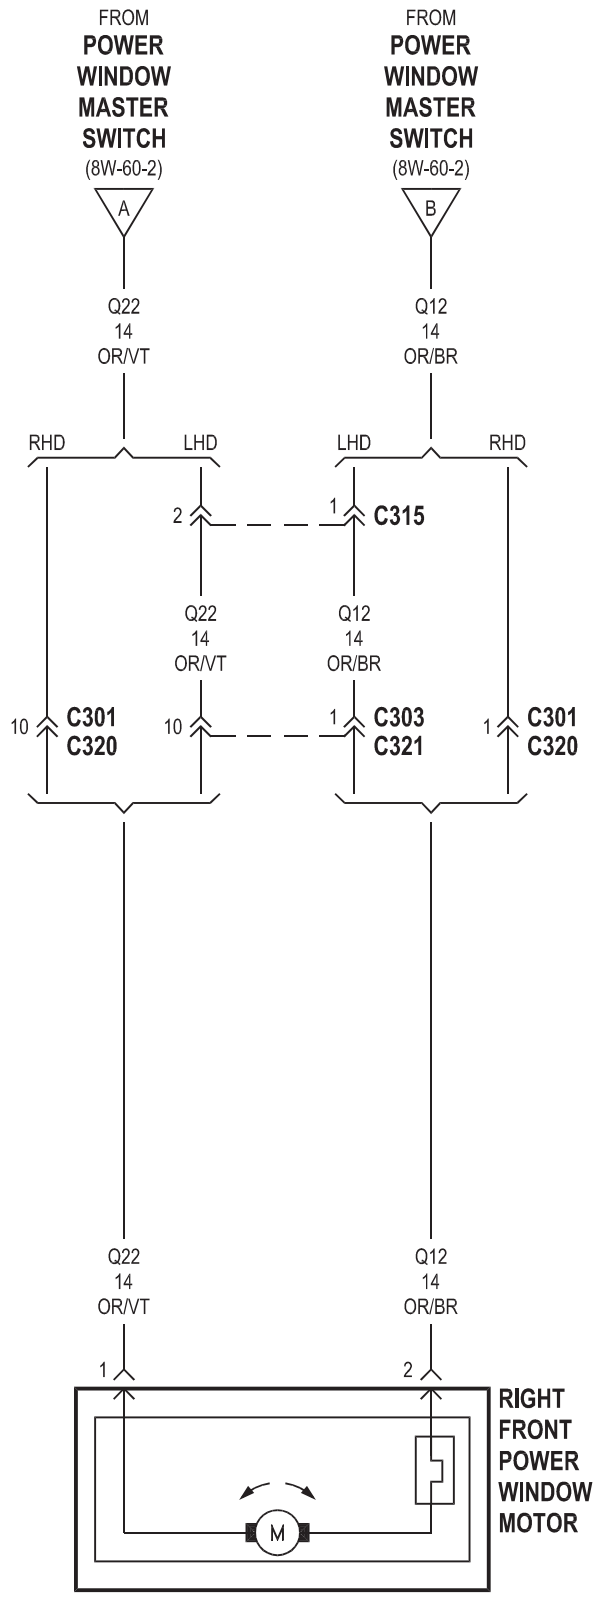 FROM
POWER
WINDOW
MASTER
SWITCH
(8W-60-2)
A
FROM
POWER
WINDOW
MASTER
SWITCH
(8W-60-2)
B
Q22
14
OR/VT
Q12
14
OR/BR
RHD
LHD
LHD
RHD
2
1
C315
Q22
14
OR/VT
Q12
14
OR/BR
10
C301
C320
10
1
C303
C321
1
C301
C320
Q22
14
OR/VT
Q12
14
OR/BR
1
2
RIGHT
FRONT
POWER
WINDOW
MOTOR
M